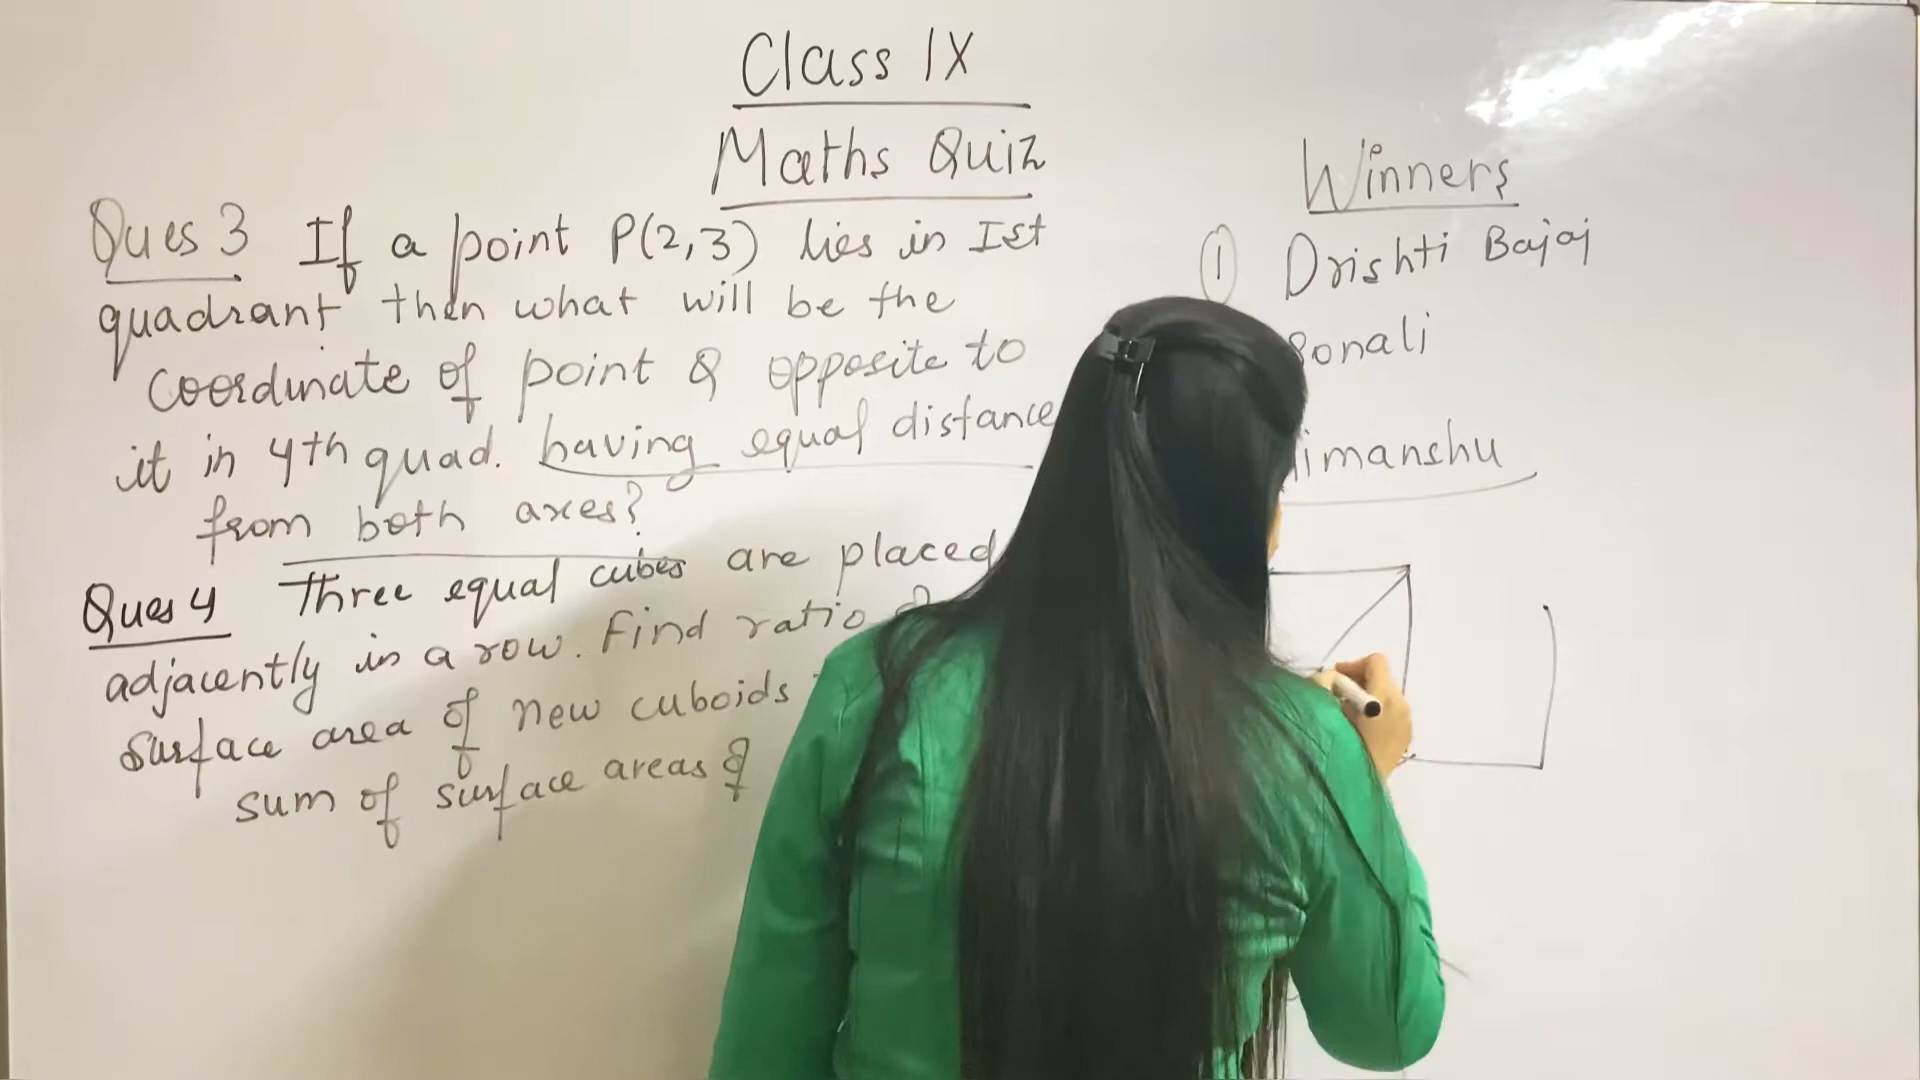 Class IX
Maths Quiz
Ques 3 If a point P(2,3) lies in Ist
quadrant then what will be the
coordinate of point Q opposite to
it in 4th quad. having equal distance
from both axes?
Ques 4 Three equal cubes are placed
adjacently in a row. Find ratio of
surface area of new cuboids
sum of surface areas of
Winners
① Drishti Bajaj
Sonali
Himanshu